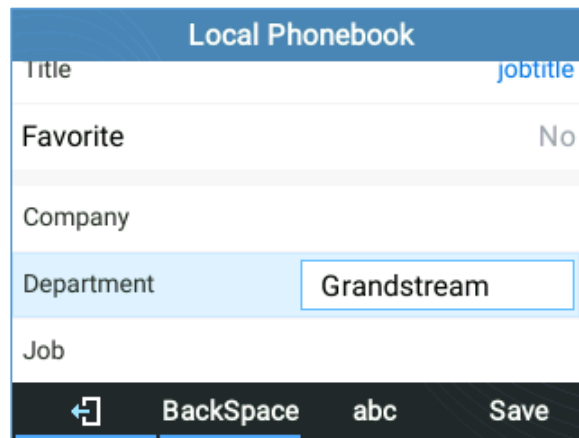 Local Phonebook
Title jobtitle
Favorite No
Company
Department Grandstream
Job
BackSpace abc Save